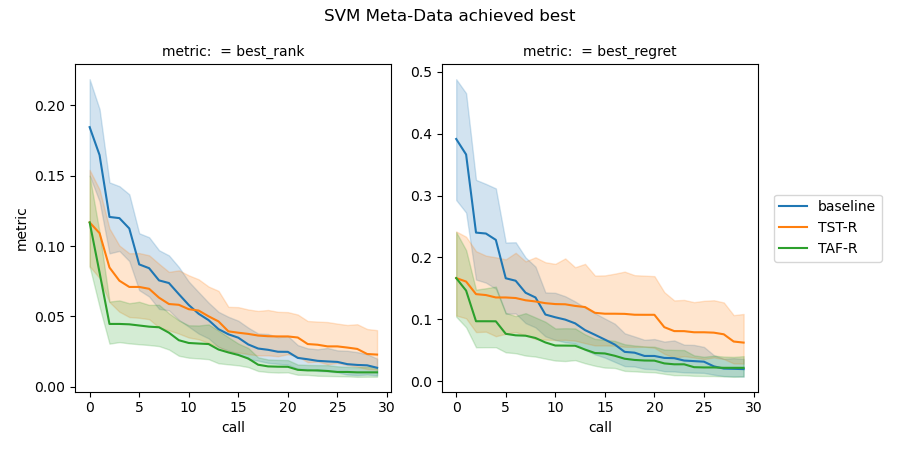 SVM Meta-Data achieved best
metric:  = best_rank
metric:  = best_regret
metric
0.20
0.15
0.10
0.05
0.00
0 5 10 15 20 25 30
call
0.5
0.4
0.3
0.2
0.1
0.0
0 5 10 15 20 25 30
call
baseline
TST-R
TAF-R